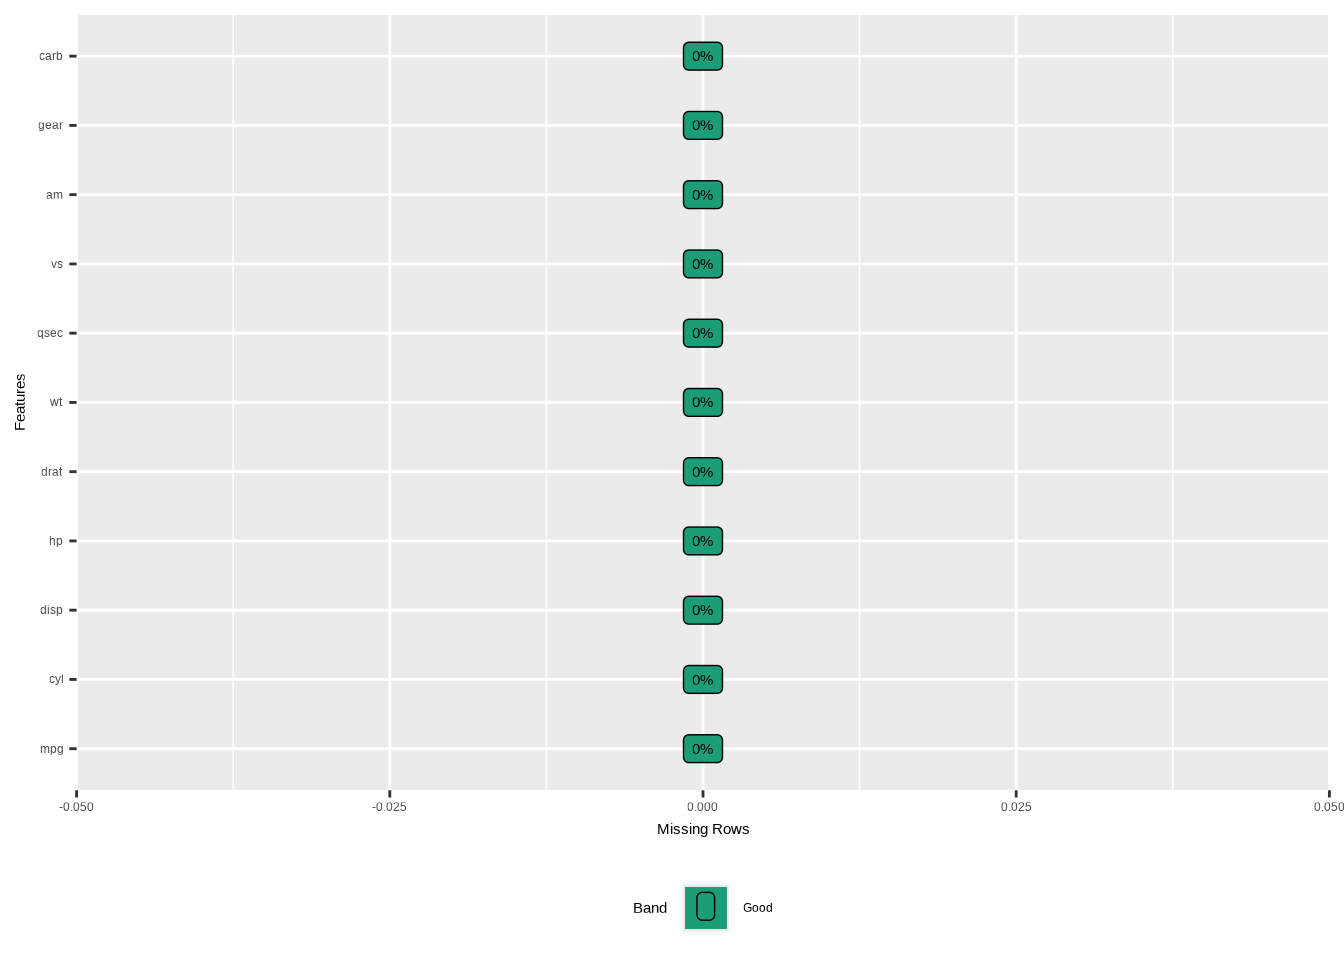 carb 0%
gear 0%
am 0%
vs 0%
qsec 0%
wt 0%
drat 0%
hp 0%
disp 0%
cyl 0%
mpg 0%
Features
-0.050 -0.025 0.000 0.025 0.050
Missing Rows
Band Good